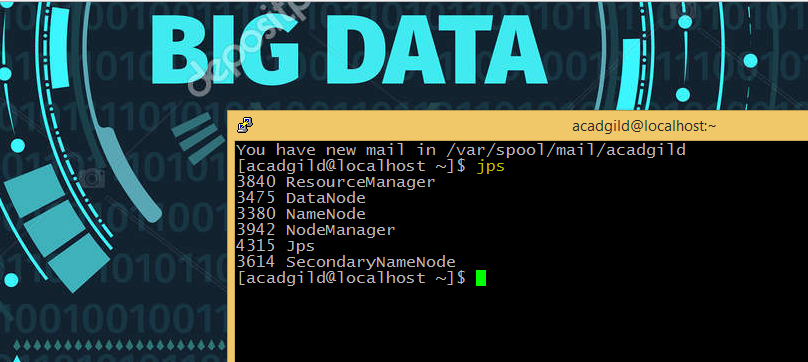 BIG DATA
depositp
acadgild@localhost:~
You have new mail in /var/spool/mail/acadgild
[acadgild@localhost ~]$ jps
3840 ResourceManager
3475 DataNode
3380 NameNode
3942 NodeManager
4315 Jps
3614 SecondaryNameNode
[acadgild@localhost ~]$